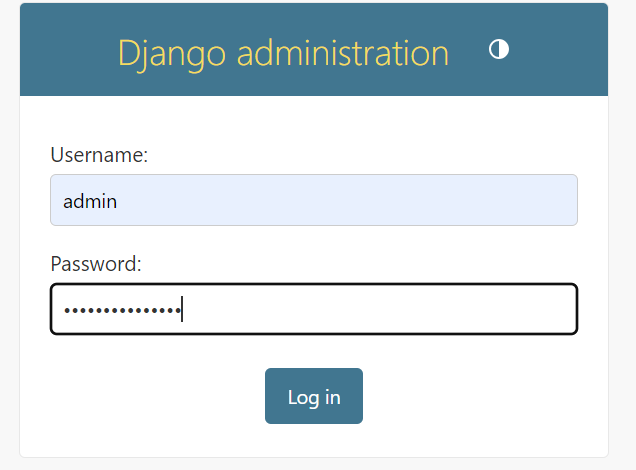 Django administration
Username:
admin
Password:
•••••••••••••••
Log in